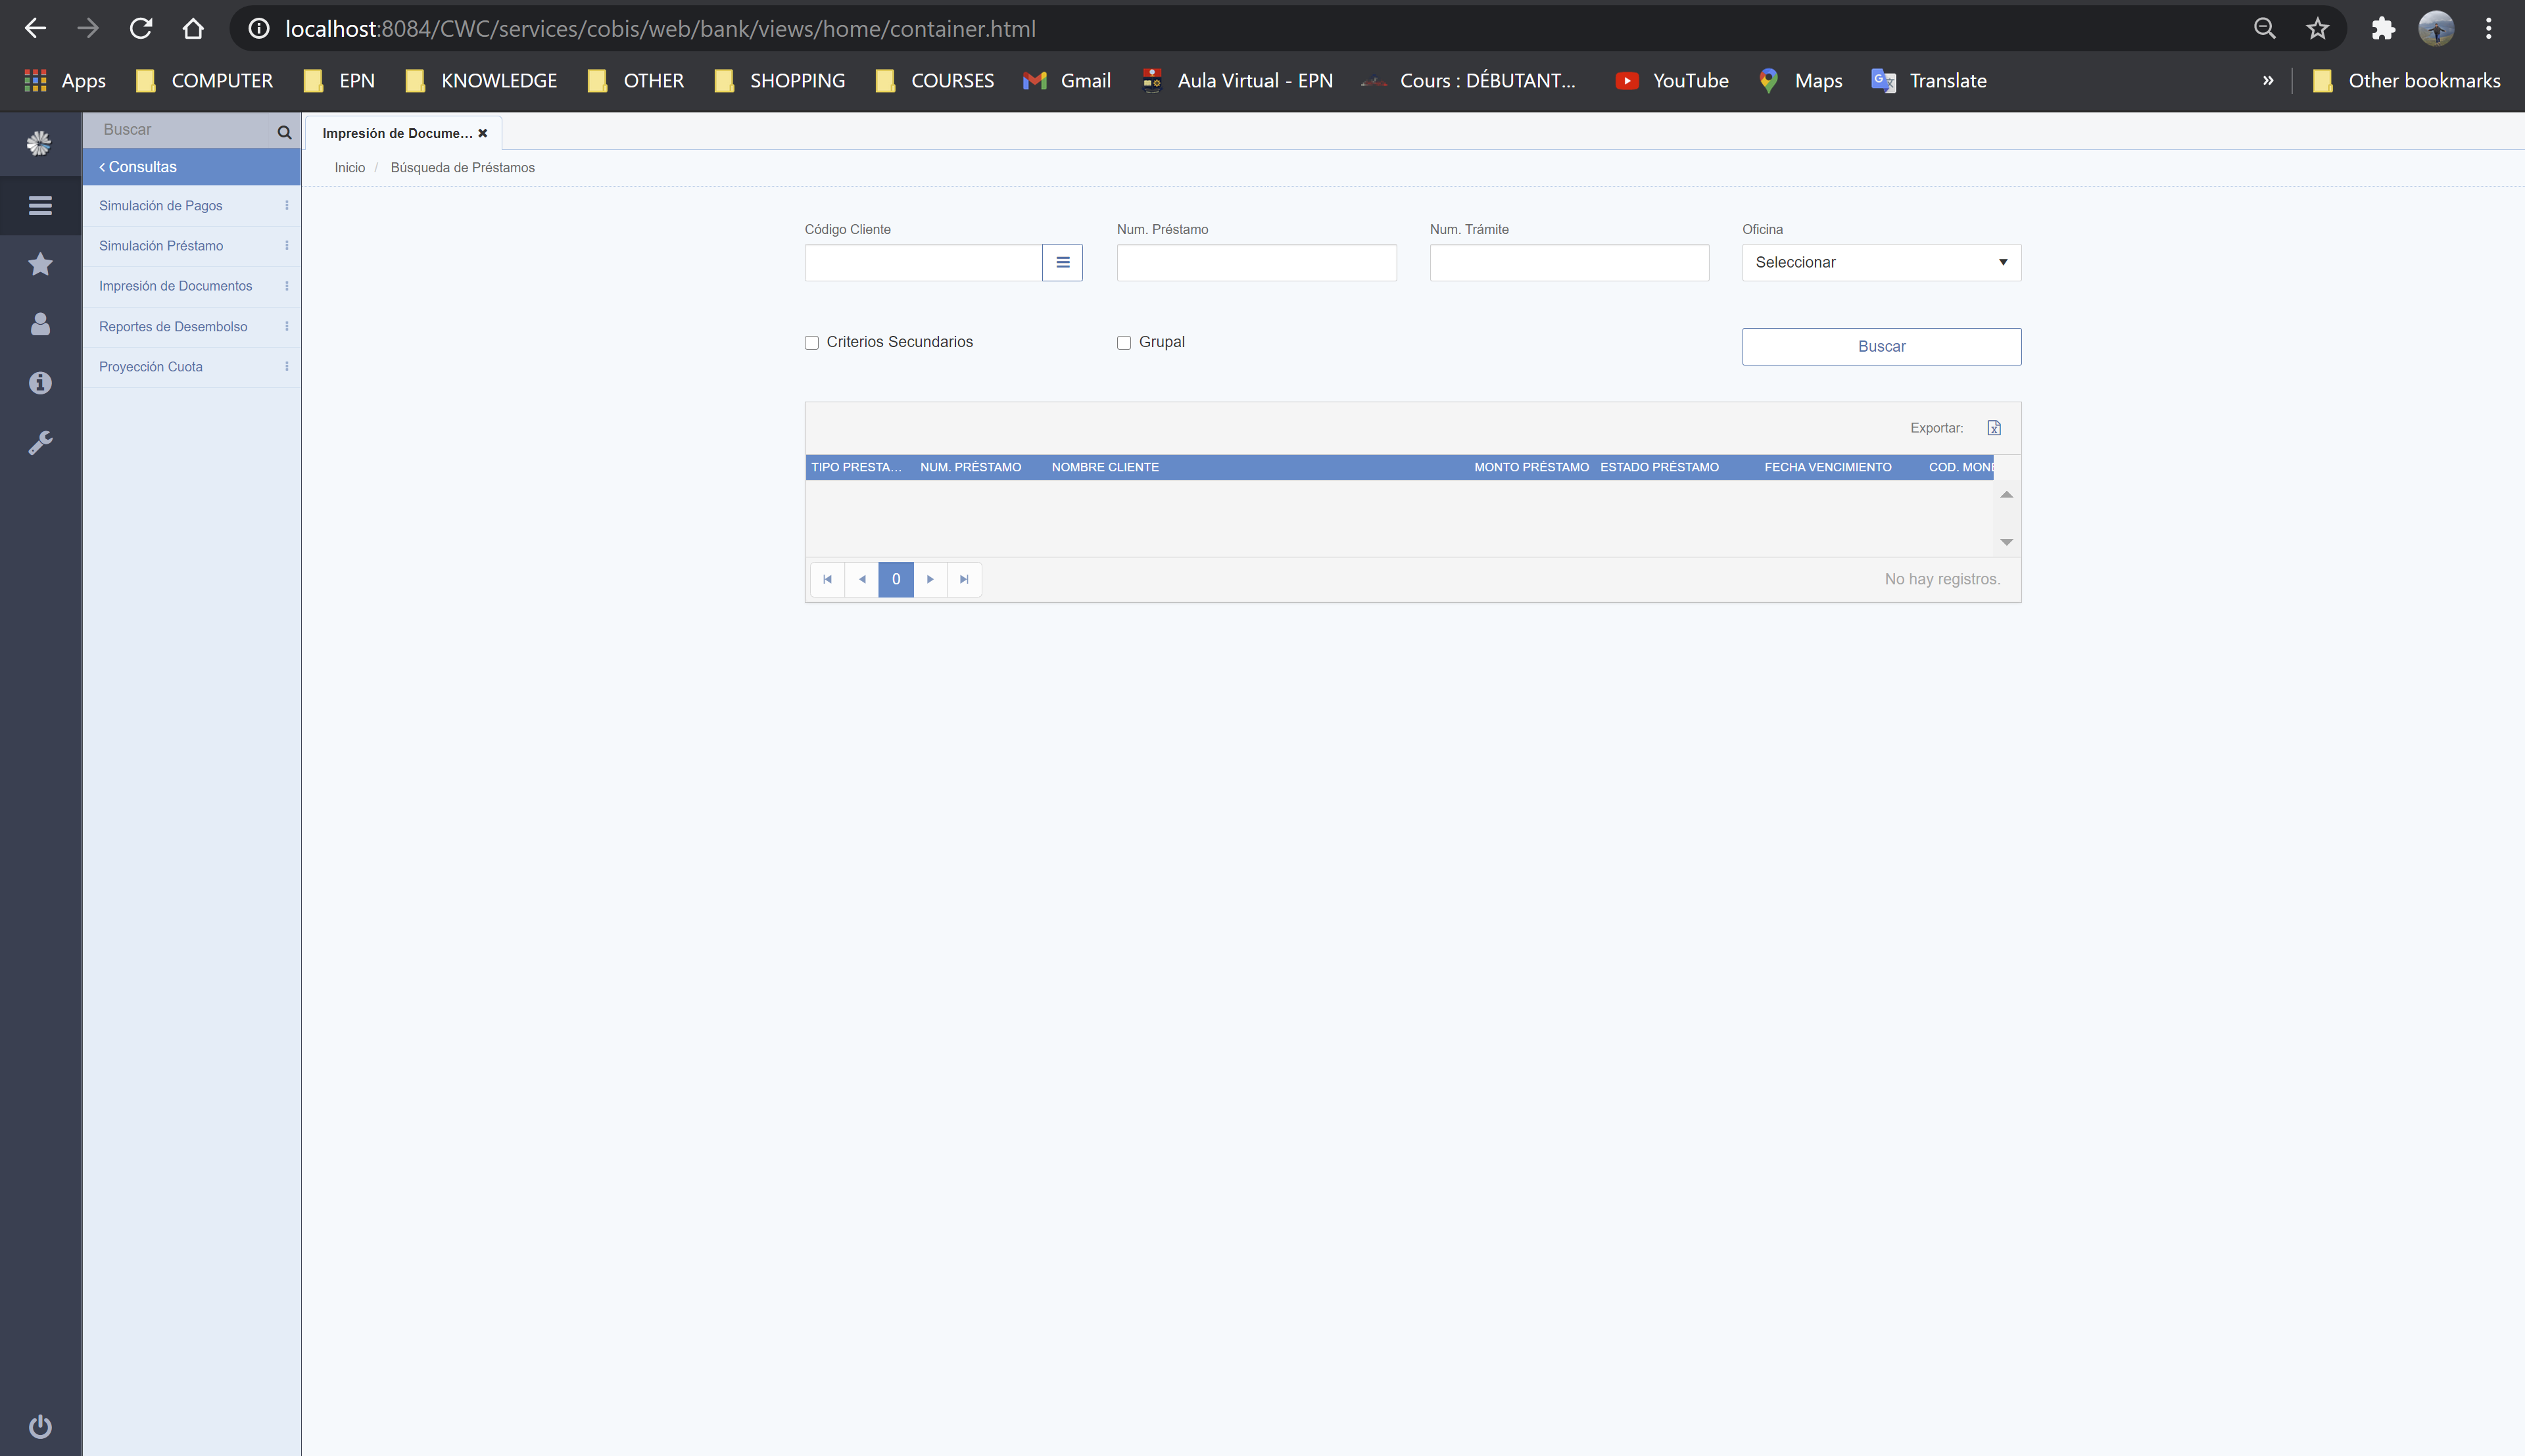 localhost:8084/CWC/services/cobis/web/bank/views/home/container.html
Apps COMPUTER EPN KNOWLEDGE OTHER SHOPPING COURSES Gmail Aula Virtual - EPN Cours : DÉBUTANT... YouTube Maps Translate » Other bookmarks
Buscar
Consultas
Simulación de Pagos
Simulación Préstamo
Impresión de Documentos
Reportes de Desembolso
Proyección Cuota
Impresión de Docume...
Inicio / Búsqueda de Préstamos
Código Cliente Num. Préstamo Num. Trámite Oficina
Seleccionar
Criterios Secundarios Grupal Buscar
Exportar:
TIPO PRESTA... NUM. PRÉSTAMO NOMBRE CLIENTE MONTO PRÉSTAMO ESTADO PRÉSTAMO FECHA VENCIMIENTO COD. MONE
0 No hay registros.